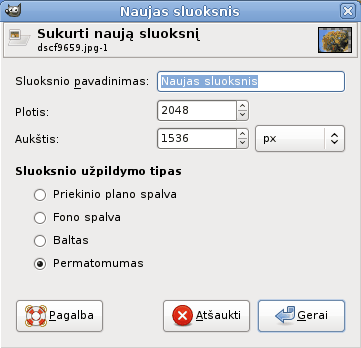 Naujas sluoksnis
Sukurti naują sluoksnį
dscf9659.jpg-1
Sluoksnio pavadinimas: Naujas sluoksnis
Plotis: 2048
Aukštis: 1536 px
Sluoksnio užpildymo tipas
Priekinio plano spalva
Fono spalva
Baltas
Permatomumas
Pagalba Atšaukti Gerai